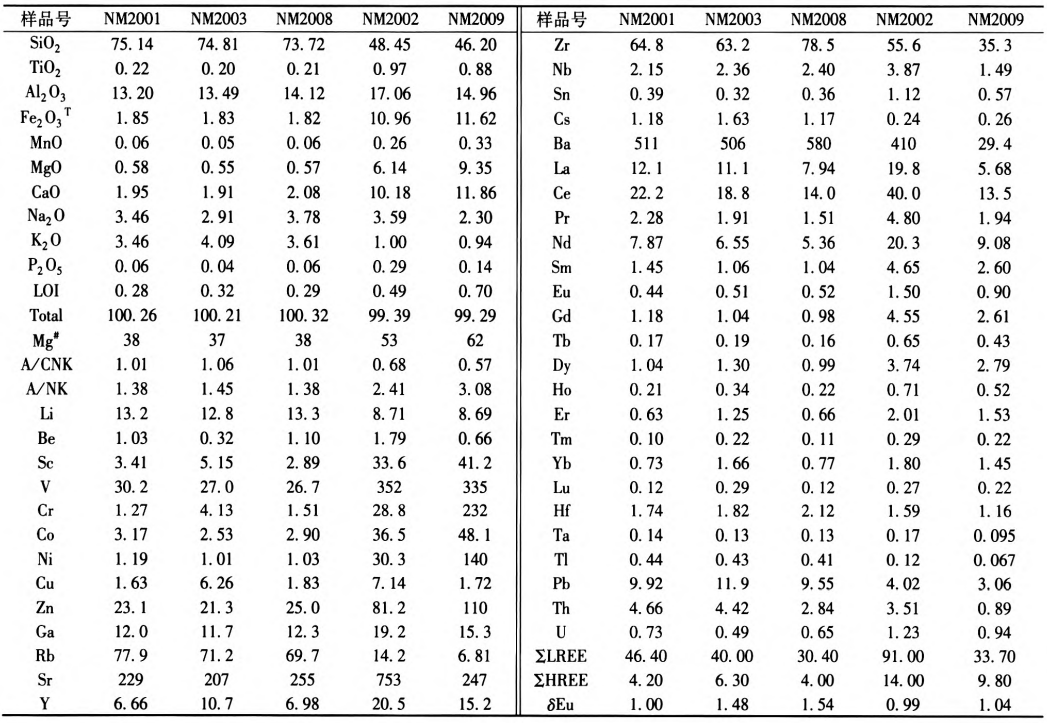 样品号 NM2001 NM2003 NM2008 NM2002 NM2009 样品号 NM2001 NM2003 NM2008 NM2002 NM2009
SiO₂ 75.14 74.81 73.72 48.45 46.20 Zr 64.8 63.2 78.5 55.6 35.3
TiO₂ 0.22 0.20 0.21 0.97 0.88 Nb 2.15 2.36 2.40 3.87 1.49
Al₂O₃ 13.20 13.49 14.12 17.06 14.96 Sn 0.39 0.32 0.36 1.12 0.57
Fe₂O₃ᵀ 1.85 1.83 1.82 10.96 11.62 Cs 1.18 1.63 1.17 0.24 0.26
MnO 0.06 0.05 0.06 0.26 0.33 Ba 511 506 580 410 29.4
MgO 0.58 0.55 0.57 6.14 9.35 La 12.1 11.1 7.94 19.8 5.68
CaO 1.95 1.91 2.08 10.18 11.86 Ce 22.2 18.8 14.0 40.0 13.5
Na₂O 3.46 2.91 3.78 3.59 2.30 Pr 2.28 1.91 1.51 4.80 1.94
K₂O 3.46 4.09 3.61 1.00 0.94 Nd 7.87 6.55 5.36 20.3 9.08
P₂O₅ 0.06 0.04 0.06 0.29 0.14 Sm 1.45 1.06 1.04 4.65 2.60
LOI 0.28 0.32 0.29 0.49 0.70 Eu 0.44 0.51 0.52 1.50 0.90
Total 100.26 100.21 100.32 99.39 99.29 Gd 1.18 1.04 0.98 4.55 2.61
Mg# 38 37 38 53 62 Tb 0.17 0.19 0.16 0.65 0.43
A/CNK 1.01 1.06 1.01 0.68 0.57 Dy 1.04 1.30 0.99 3.74 2.79
A/NK 1.38 1.45 1.38 2.41 3.08 Ho 0.21 0.34 0.22 0.71 0.52
Li 13.2 12.8 13.3 8.71 8.69 Er 0.63 1.25 0.66 2.01 1.53
Be 1.03 0.32 1.10 1.79 0.66 Tm 0.10 0.22 0.11 0.29 0.22
Sc 3.41 5.15 2.89 33.6 41.2 Yb 0.73 1.66 0.77 1.80 1.45
V 30.2 27.0 26.7 352 335 Lu 0.12 0.29 0.12 0.27 0.22
Cr 1.27 4.13 1.51 28.8 232 Hf 1.74 1.82 2.12 1.59 1.16
Co 3.17 2.53 2.90 36.5 48.1 Ta 0.14 0.13 0.13 0.17 0.095
Ni 1.19 1.01 1.03 30.3 140 Tl 0.44 0.43 0.41 0.12 0.067
Cu 1.63 6.26 1.83 7.14 1.72 Pb 9.92 11.9 9.55 4.02 3.06
Zn 23.1 21.3 25.0 81.2 110 Th 4.66 4.42 2.84 3.51 0.89
Ga 12.0 11.7 12.3 19.2 15.3 U 0.73 0.49 0.65 1.23 0.94
Rb 77.9 71.2 69.7 14.2 6.81 ΣLREE 46.40 40.00 30.40 91.00 33.70
Sr 229 207 255 753 247 ΣHREE 4.20 6.30 4.00 14.00 9.80
Y 6.66 10.7 6.98 20.5 15.2 δEu 1.00 1.48 1.54 0.99 1.04